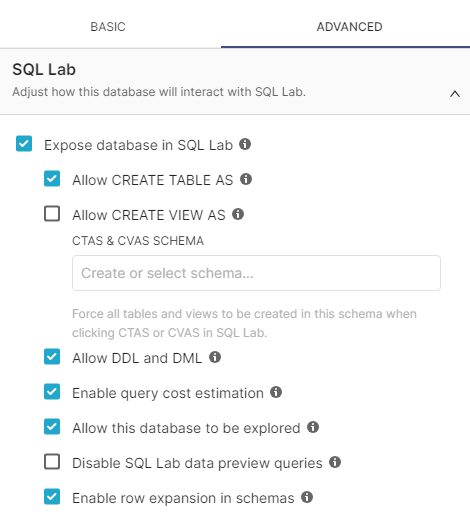 BASIC
ADVANCED
SQL Lab
Adjust how this database will interact with SQL Lab.
Expose database in SQL Lab
Allow CREATE TABLE AS
Allow CREATE VIEW AS
CTAS & CVAS SCHEMA
Create or select schema...
Force all tables and views to be created in this schema when
clicking CTAS or CVAS in SQL Lab.
Allow DDL and DML
Enable query cost estimation
Allow this database to be explored
Disable SQL Lab data preview queries
Enable row expansion in schemas